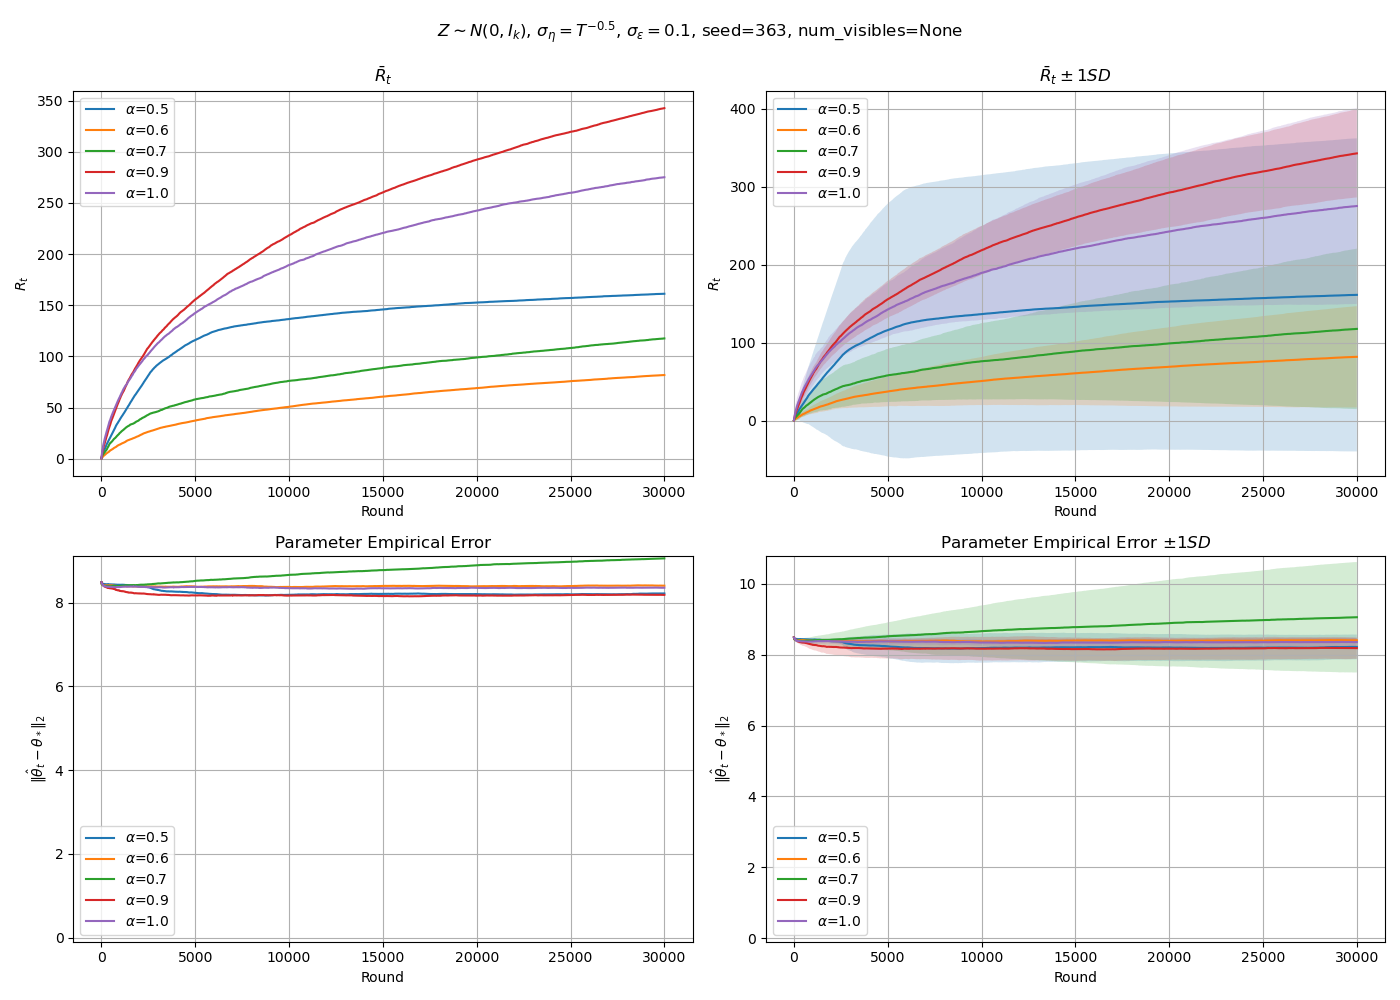 Z ~ N(0, I_k), σ_η = T^{-0.5}, σ_ε = 0.1, seed=363, num_visibles=None
R̄_t
350
300
250
200
150
100
50
0
R_t
α=0.5
α=0.6
α=0.7
α=0.9
α=1.0
0 5000 10000 15000 20000 25000 30000
Round
R̄_t ± 1SD
400
300
200
100
0
R_t
α=0.5
α=0.6
α=0.7
α=0.9
α=1.0
0 5000 10000 15000 20000 25000 30000
Round
Parameter Empirical Error
8
6
4
2
0
‖θ̂_t − θ_*‖_2
α=0.5
α=0.6
α=0.7
α=0.9
α=1.0
0 5000 10000 15000 20000 25000 30000
Round
Parameter Empirical Error ±1SD
10
8
6
4
2
0
‖θ̂_t − θ_*‖_2
α=0.5
α=0.6
α=0.7
α=0.9
α=1.0
0 5000 10000 15000 20000 25000 30000
Round